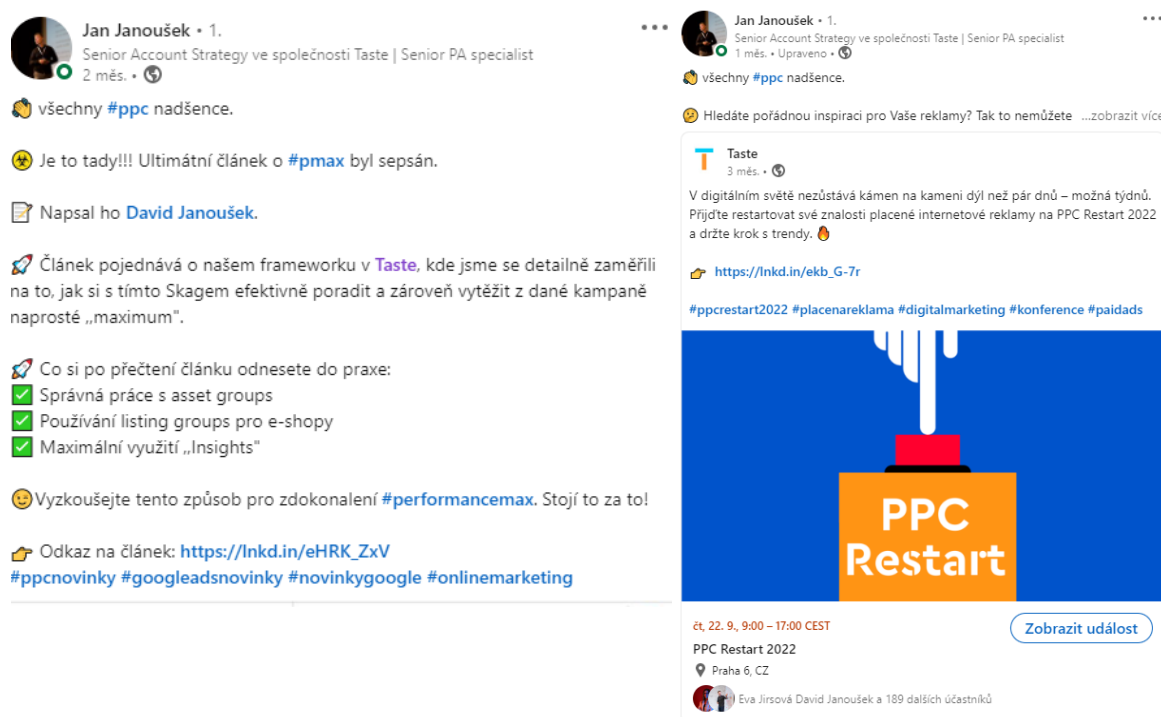 Jan Janoušek • 1.
Senior Account Strategy ve společnosti Taste | Senior PA specialist
2 měs. •
👏 všechny #ppc nadšence.
☣ Je to tady!!! Ultimátní článek o #pmax byl sepsán.
📝 Napsal ho David Janoušek.
🚀 Článek pojednává o našem frameworku v Taste, kde jsme se detailně zaměřili
na to, jak si s tímto Skagem efektivně poradit a zároveň vytěžit z dané kampaně
naprosté ,,maximum".
🚀 Co si po přečtení článku odnesete do praxe:
✅ Správná práce s asset groups
✅ Používání listing groups pro e-shopy
✅ Maximální využití ,,Insights"
😉Vyzkoušejte tento způsob pro zdokonalení #performancemax. Stojí to za to!
👉 Odkaz na článek: https://lnkd.in/eHRK_ZxV
#ppcnovinky #googleadsnovinky #novinkygoogle #onlinemarketing
Jan Janoušek • 1.
Senior Account Strategy ve společnosti Taste | Senior PA specialist
1 měs. • Upraveno •
👏 všechny #ppc nadšence.
🤔 Hledáte pořádnou inspiraci pro Vaše reklamy? Tak to nemůžete ...zobrazit více
Taste
3 měs. •
V digitálním světě nezůstává kámen na kameni dýl než pár dnů – možná týdnů.
Přijďte restartovat své znalosti placené internetové reklamy na PPC Restart 2022
a držte krok s trendy. 🔥
👉 https://lnkd.in/ekb_G-7r
#ppcrestart2022 #placenareklama #digitalmarketing #konference #paidads
PPC
Restart
čt, 22. 9., 9:00 – 17:00 CEST
Zobrazit událost
PPC Restart 2022
Praha 6, CZ
Eva Jirsová David Janoušek a 189 dalších účastníků